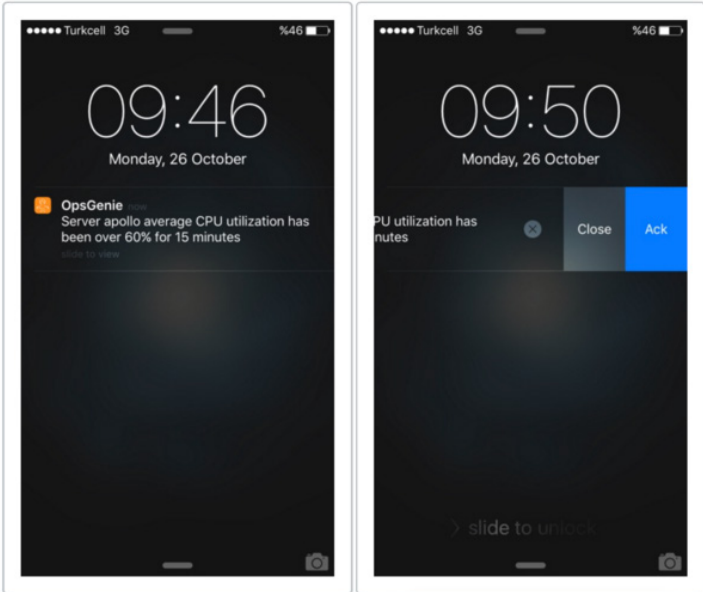 Turkcell 3G %46
09:46
Monday, 26 October
OpsGenie now
Server apollo average CPU utilization has
been over 60% for 15 minutes
slide to view
Turkcell 3G %46
09:50
Monday, 26 October
PU utilization has
nutes
Close
Ack
slide to unlock